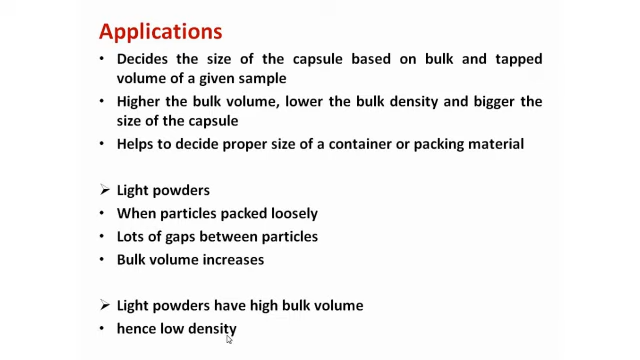 Applications
• Decides the size of the capsule based on bulk and tapped
volume of a given sample
• Higher the bulk volume, lower the bulk density and bigger the
size of the capsule
• Helps to decide proper size of a container or packing material
➢ Light powders
• When particles packed loosely
• Lots of gaps between particles
• Bulk volume increases
➢ Light powders have high bulk volume
• hence low density